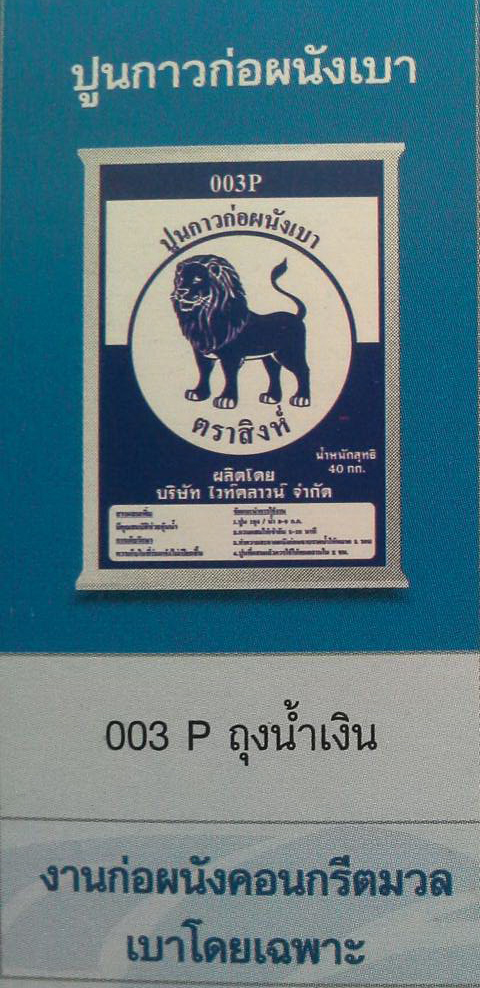 ปูนกาวก่อผนังเบา
003P
ปูนกาวก่อผนังเบา
ตราสิงห์
น้ำหนักสุทธิ
40 กก.
ผลิตโดย
บริษัท ไวท์คลาวน์ จำกัด
003 P ถุงน้ำเงิน
งานก่อผนังคอนกรีตมวล
เบาโดยเฉพาะ